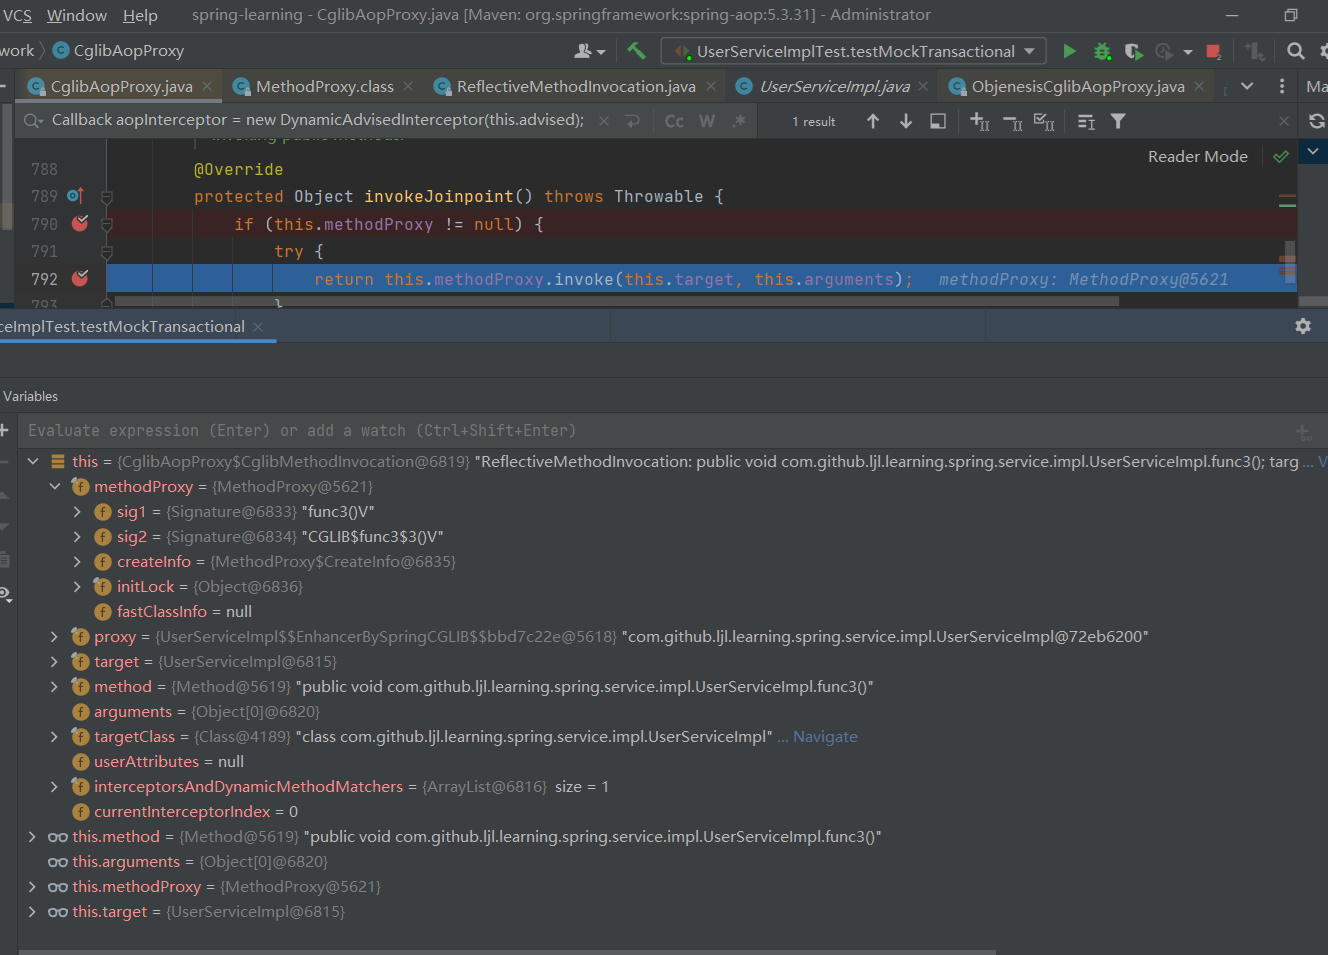 VCS Window Help spring-learning - CglibAopProxy.java [Maven: org.springframework:spring-aop:5.3.31] - Administrator
work CglibAopProxy UserServiceImplTest.testMockTransactional
CglibAopProxy.java MethodProxy.class ReflectiveMethodInvocation.java UserServiceImpl.java ObjenesisCglibAopProxy.java Ma
Callback aopInterceptor = new DynamicAdvisedInterceptor(this.advised); Cc W .* 1 result
Reader Mode
788 @Override
789 protected Object invokeJoinpoint() throws Throwable {
790 if (this.methodProxy != null) {
791 try {
792 return this.methodProxy.invoke(this.target, this.arguments); methodProxy: MethodProxy@5621
793 }
ceImplTest.testMockTransactional
Variables
Evaluate expression (Enter) or add a watch (Ctrl+Shift+Enter)
this = {CglibAopProxy$CglibMethodInvocation@6819} "ReflectiveMethodInvocation: public void com.github.ljl.learning.spring.service.impl.UserServiceImpl.func3(); targ ... V
methodProxy = {MethodProxy@5621}
sig1 = {Signature@6833} "func3()V"
sig2 = {Signature@6834} "CGLIB$func3$3()V"
createInfo = {MethodProxy$CreateInfo@6835}
initLock = {Object@6836}
fastClassInfo = null
proxy = {UserServiceImpl$$EnhancerBySpringCGLIB$$bbd7c22e@5618} "com.github.ljl.learning.spring.service.impl.UserServiceImpl@72eb6200"
target = {UserServiceImpl@6815}
method = {Method@5619} "public void com.github.ljl.learning.spring.service.impl.UserServiceImpl.func3()"
arguments = {Object[0]@6820}
targetClass = {Class@4189} "class com.github.ljl.learning.spring.service.impl.UserServiceImpl" ... Navigate
userAttributes = null
interceptorsAndDynamicMethodMatchers = {ArrayList@6816} size = 1
currentInterceptorIndex = 0
this.method = {Method@5619} "public void com.github.ljl.learning.spring.service.impl.UserServiceImpl.func3()"
this.arguments = {Object[0]@6820}
this.methodProxy = {MethodProxy@5621}
this.target = {UserServiceImpl@6815}